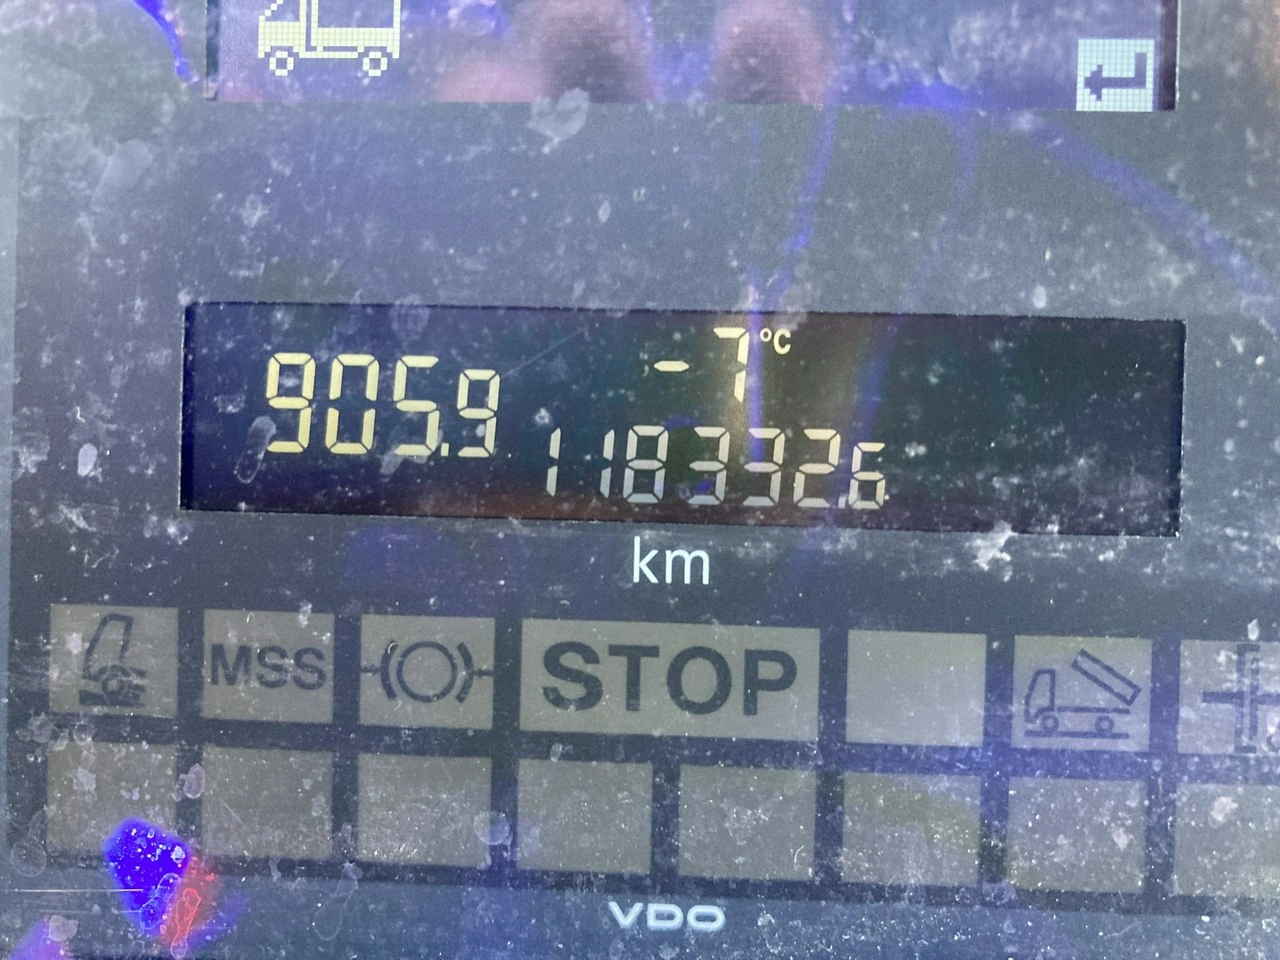 -7°C
905.9
118332.6
km
MSS
STOP
VDO